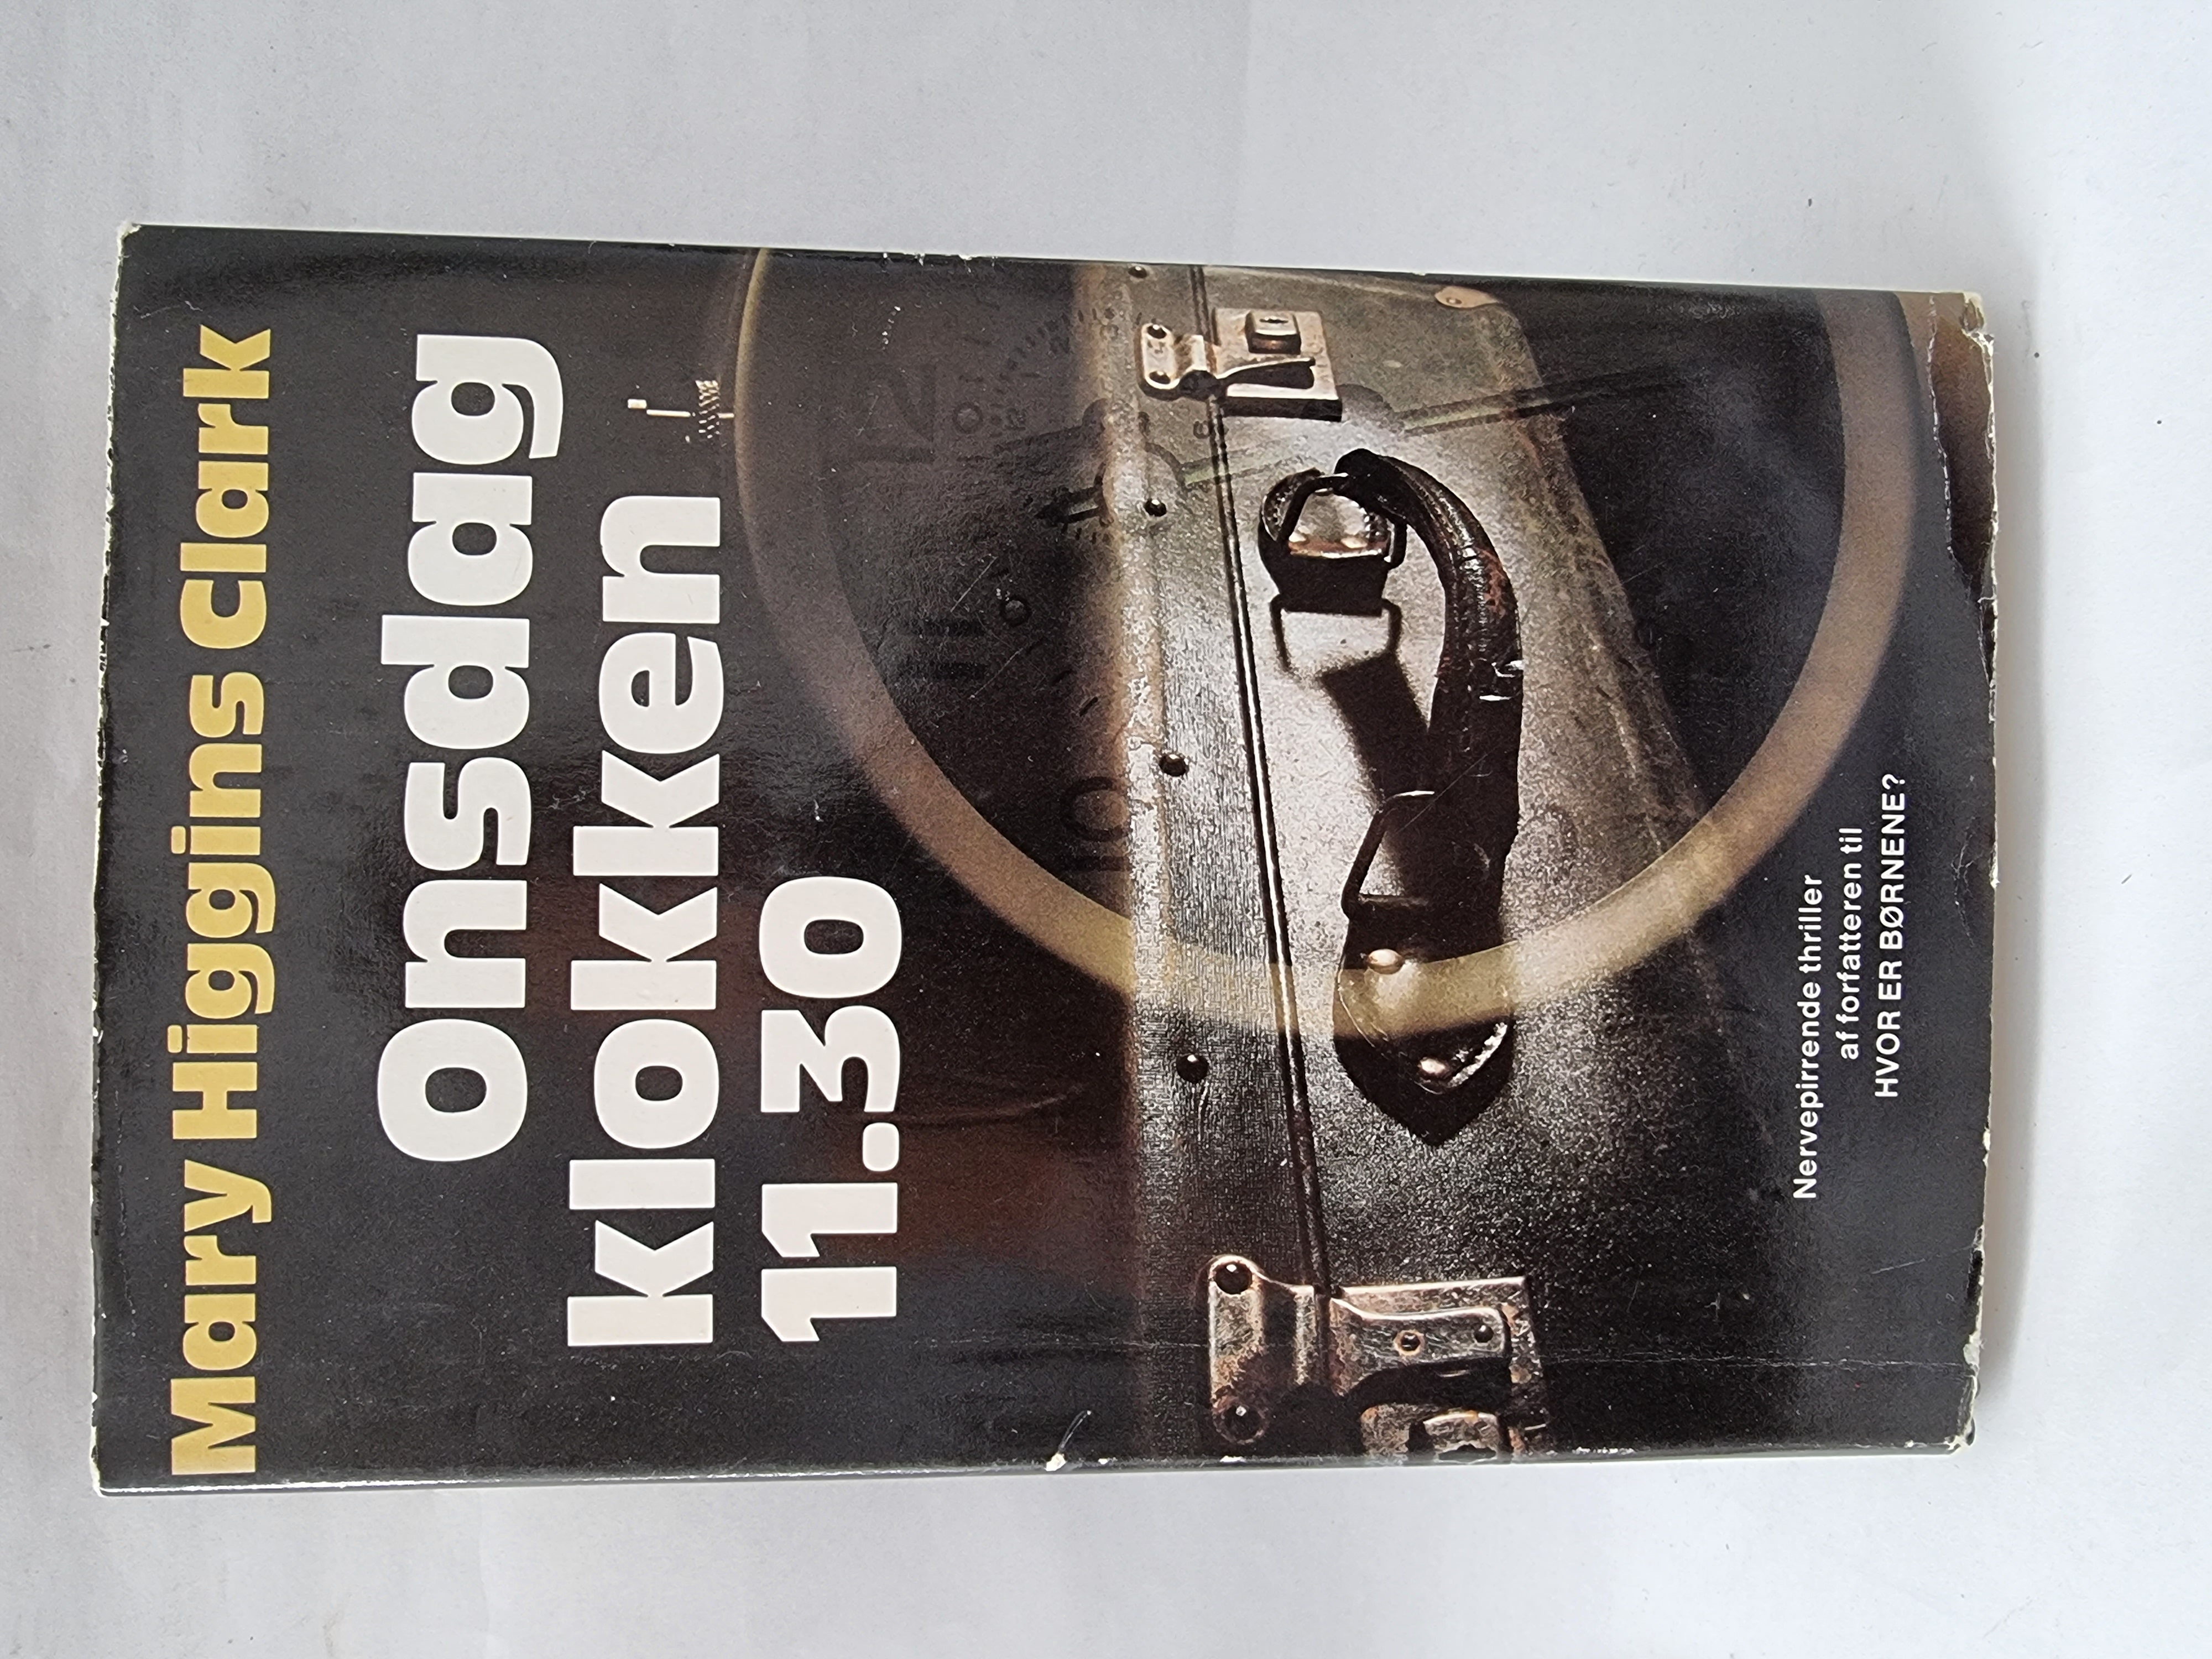 Mary Higgins Clark
Onsdag
klokken
11.30
Nervepirrende thriller
af forfatteren til
HVOR ER BØRNENE?